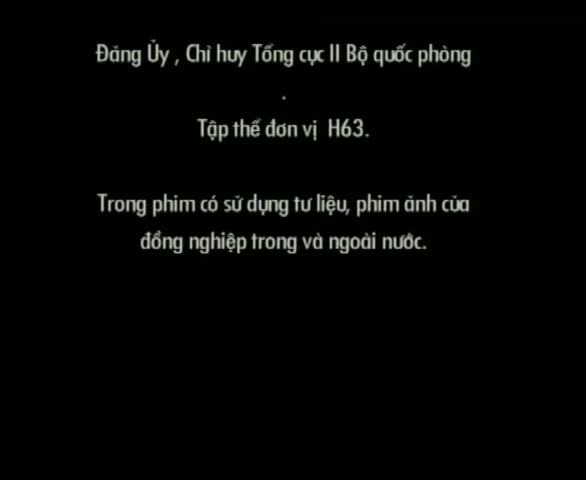 Đảng Ủy , Chỉ huy Tổng cục II Bộ quốc phòng
.
Tập thể đơn vị H63.
Trong phim có sử dụng tư liệu, phim ảnh của
đồng nghiệp trong và ngoài nước.